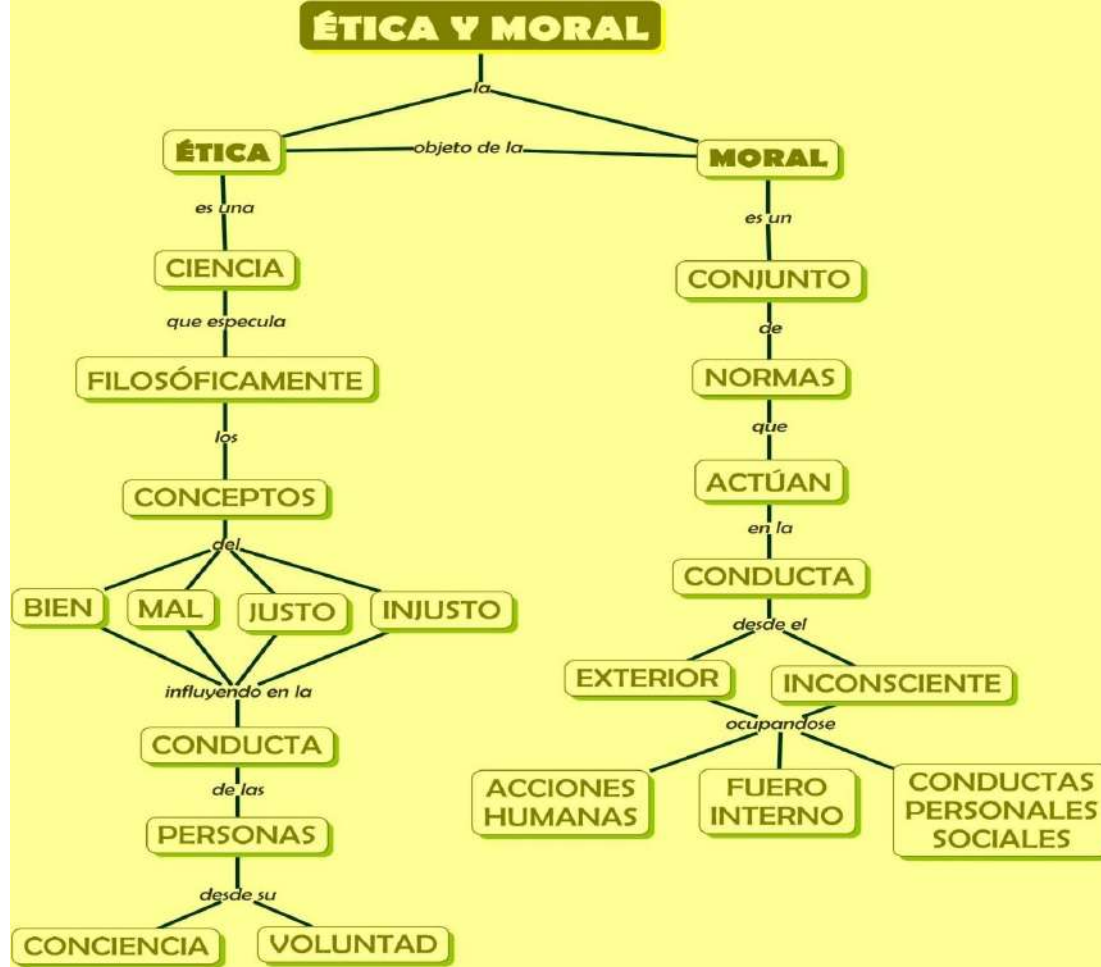 ÉTICA Y MORAL
la
ÉTICA
objeto de la
MORAL
es una
CIENCIA
que especula
FILOSÓFICAMENTE
los
CONCEPTOS
del
BIEN
MAL
JUSTO
INJUSTO
influyendo en la
CONDUCTA
de las
PERSONAS
desde su
CONCIENCIA
VOLUNTAD
es un
CONJUNTO
de
NORMAS
que
ACTÚAN
en la
CONDUCTA
desde el
EXTERIOR
INCONSCIENTE
ocupandose
ACCIONES
HUMANAS
FUERO
INTERNO
CONDUCTAS
PERSONALES
SOCIALES